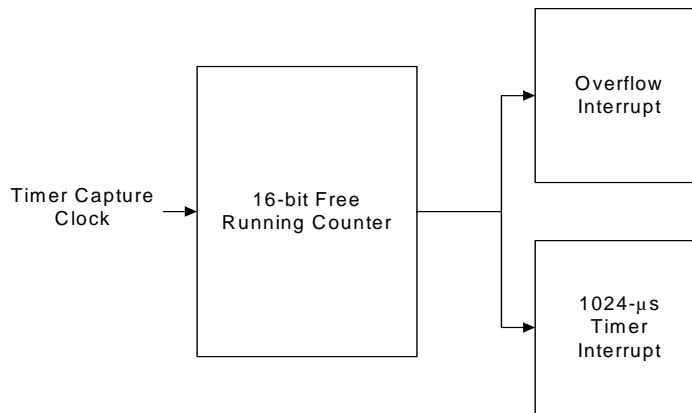 Timer Capture
Clock
16-bit Free
Running Counter
Overflow
Interrupt
1024-μs
Timer
Interrupt